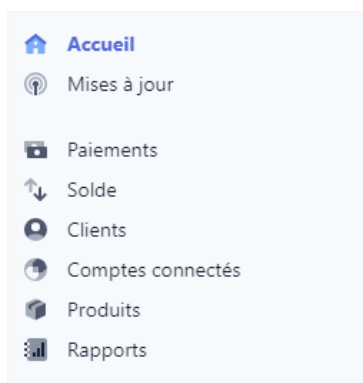 Accueil
Mises à jour
Paiements
Solde
Clients
Comptes connectés
Produits
Rapports